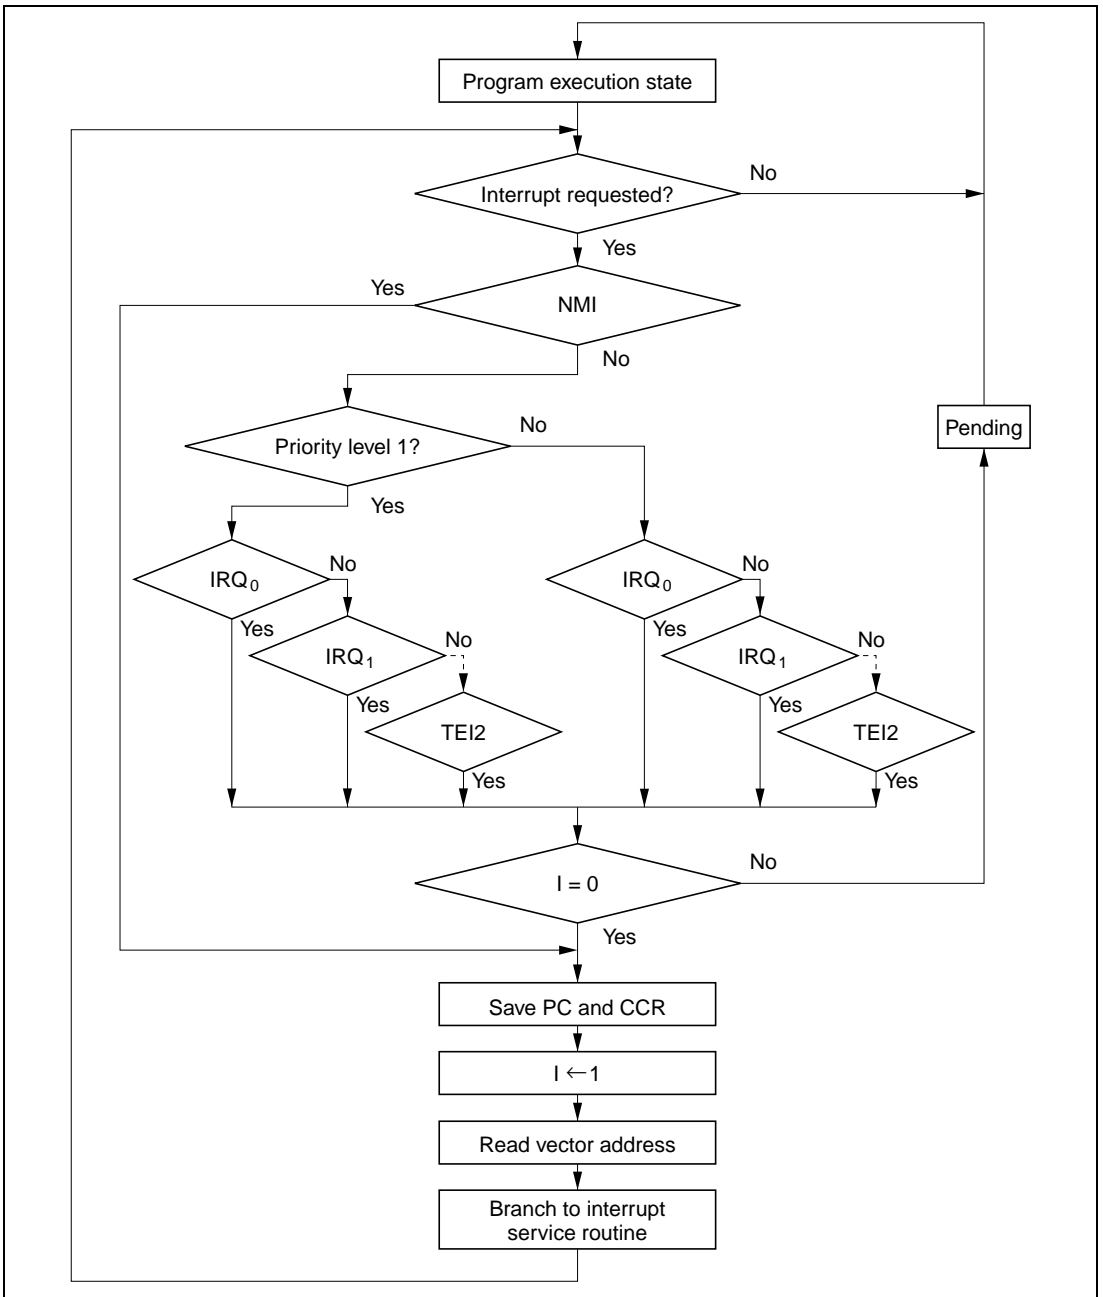 Program execution state
Interrupt requested?
No
Yes
NMI
Yes
No
Priority level 1?
No
Yes
Pending
IRQ0
No
Yes
IRQ1
No
Yes
TEI2
Yes
IRQ0
No
Yes
IRQ1
No
Yes
TEI2
Yes
I = 0
No
Yes
Save PC and CCR
I ←1
Read vector address
Branch to interrupt
service routine